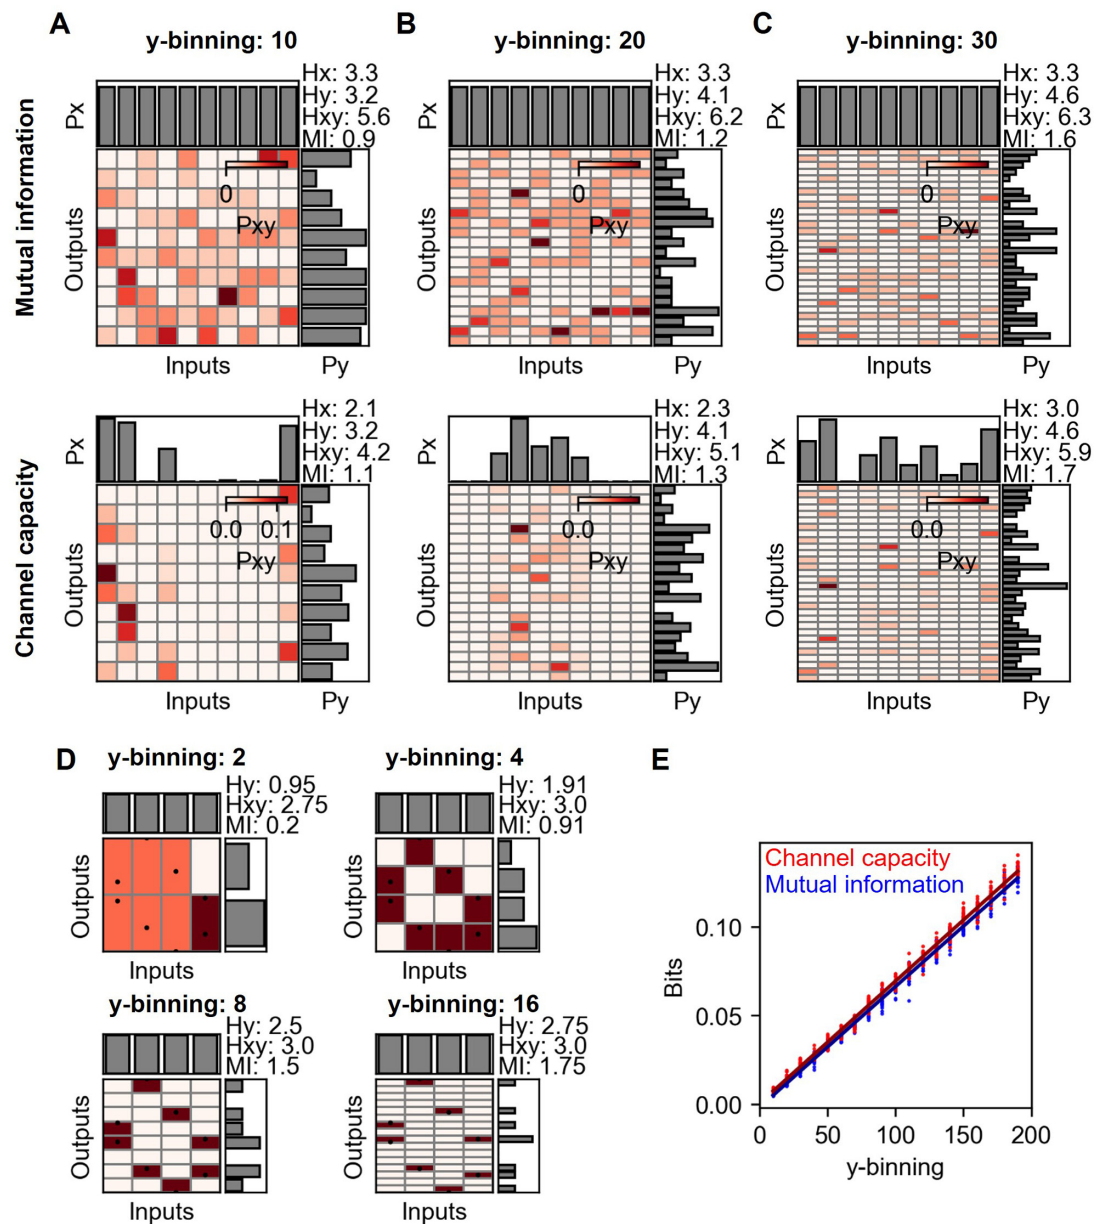 A
y-binning: 10
B
y-binning: 20
C
y-binning: 30
Mutual information
Px
Hx: 3.3
Hy: 3.2
Hxy: 5.6
MI: 0.9
Outputs
0
Pxy
Inputs
Py
Px
Hx: 3.3
Hy: 4.1
Hxy: 6.2
MI: 1.2
Outputs
0
Pxy
Inputs
Py
Px
Hx: 3.3
Hy: 4.6
Hxy: 6.3
MI: 1.6
Outputs
0
Pxy
Inputs
Py
Channel capacity
Px
Hx: 2.1
Hy: 3.2
Hxy: 4.2
MI: 1.1
Outputs
0.0 0.1
Pxy
Inputs
Py
Px
Hx: 2.3
Hy: 4.1
Hxy: 5.1
MI: 1.3
Outputs
0.0
Pxy
Inputs
Py
Px
Hx: 3.0
Hy: 4.6
Hxy: 5.9
MI: 1.7
Outputs
0.0
Pxy
Inputs
Py
D
y-binning: 2
Hy: 0.95
Hxy: 2.75
MI: 0.2
Outputs
Inputs
y-binning: 4
Hy: 1.91
Hxy: 3.0
MI: 0.91
Outputs
Inputs
y-binning: 8
Hy: 2.5
Hxy: 3.0
MI: 1.5
Outputs
Inputs
y-binning: 16
Hy: 2.75
Hxy: 3.0
MI: 1.75
Outputs
Inputs
E
Channel capacity
Mutual information
Bits
0.10
0.05
0.00
0 50 100 150 200
y-binning